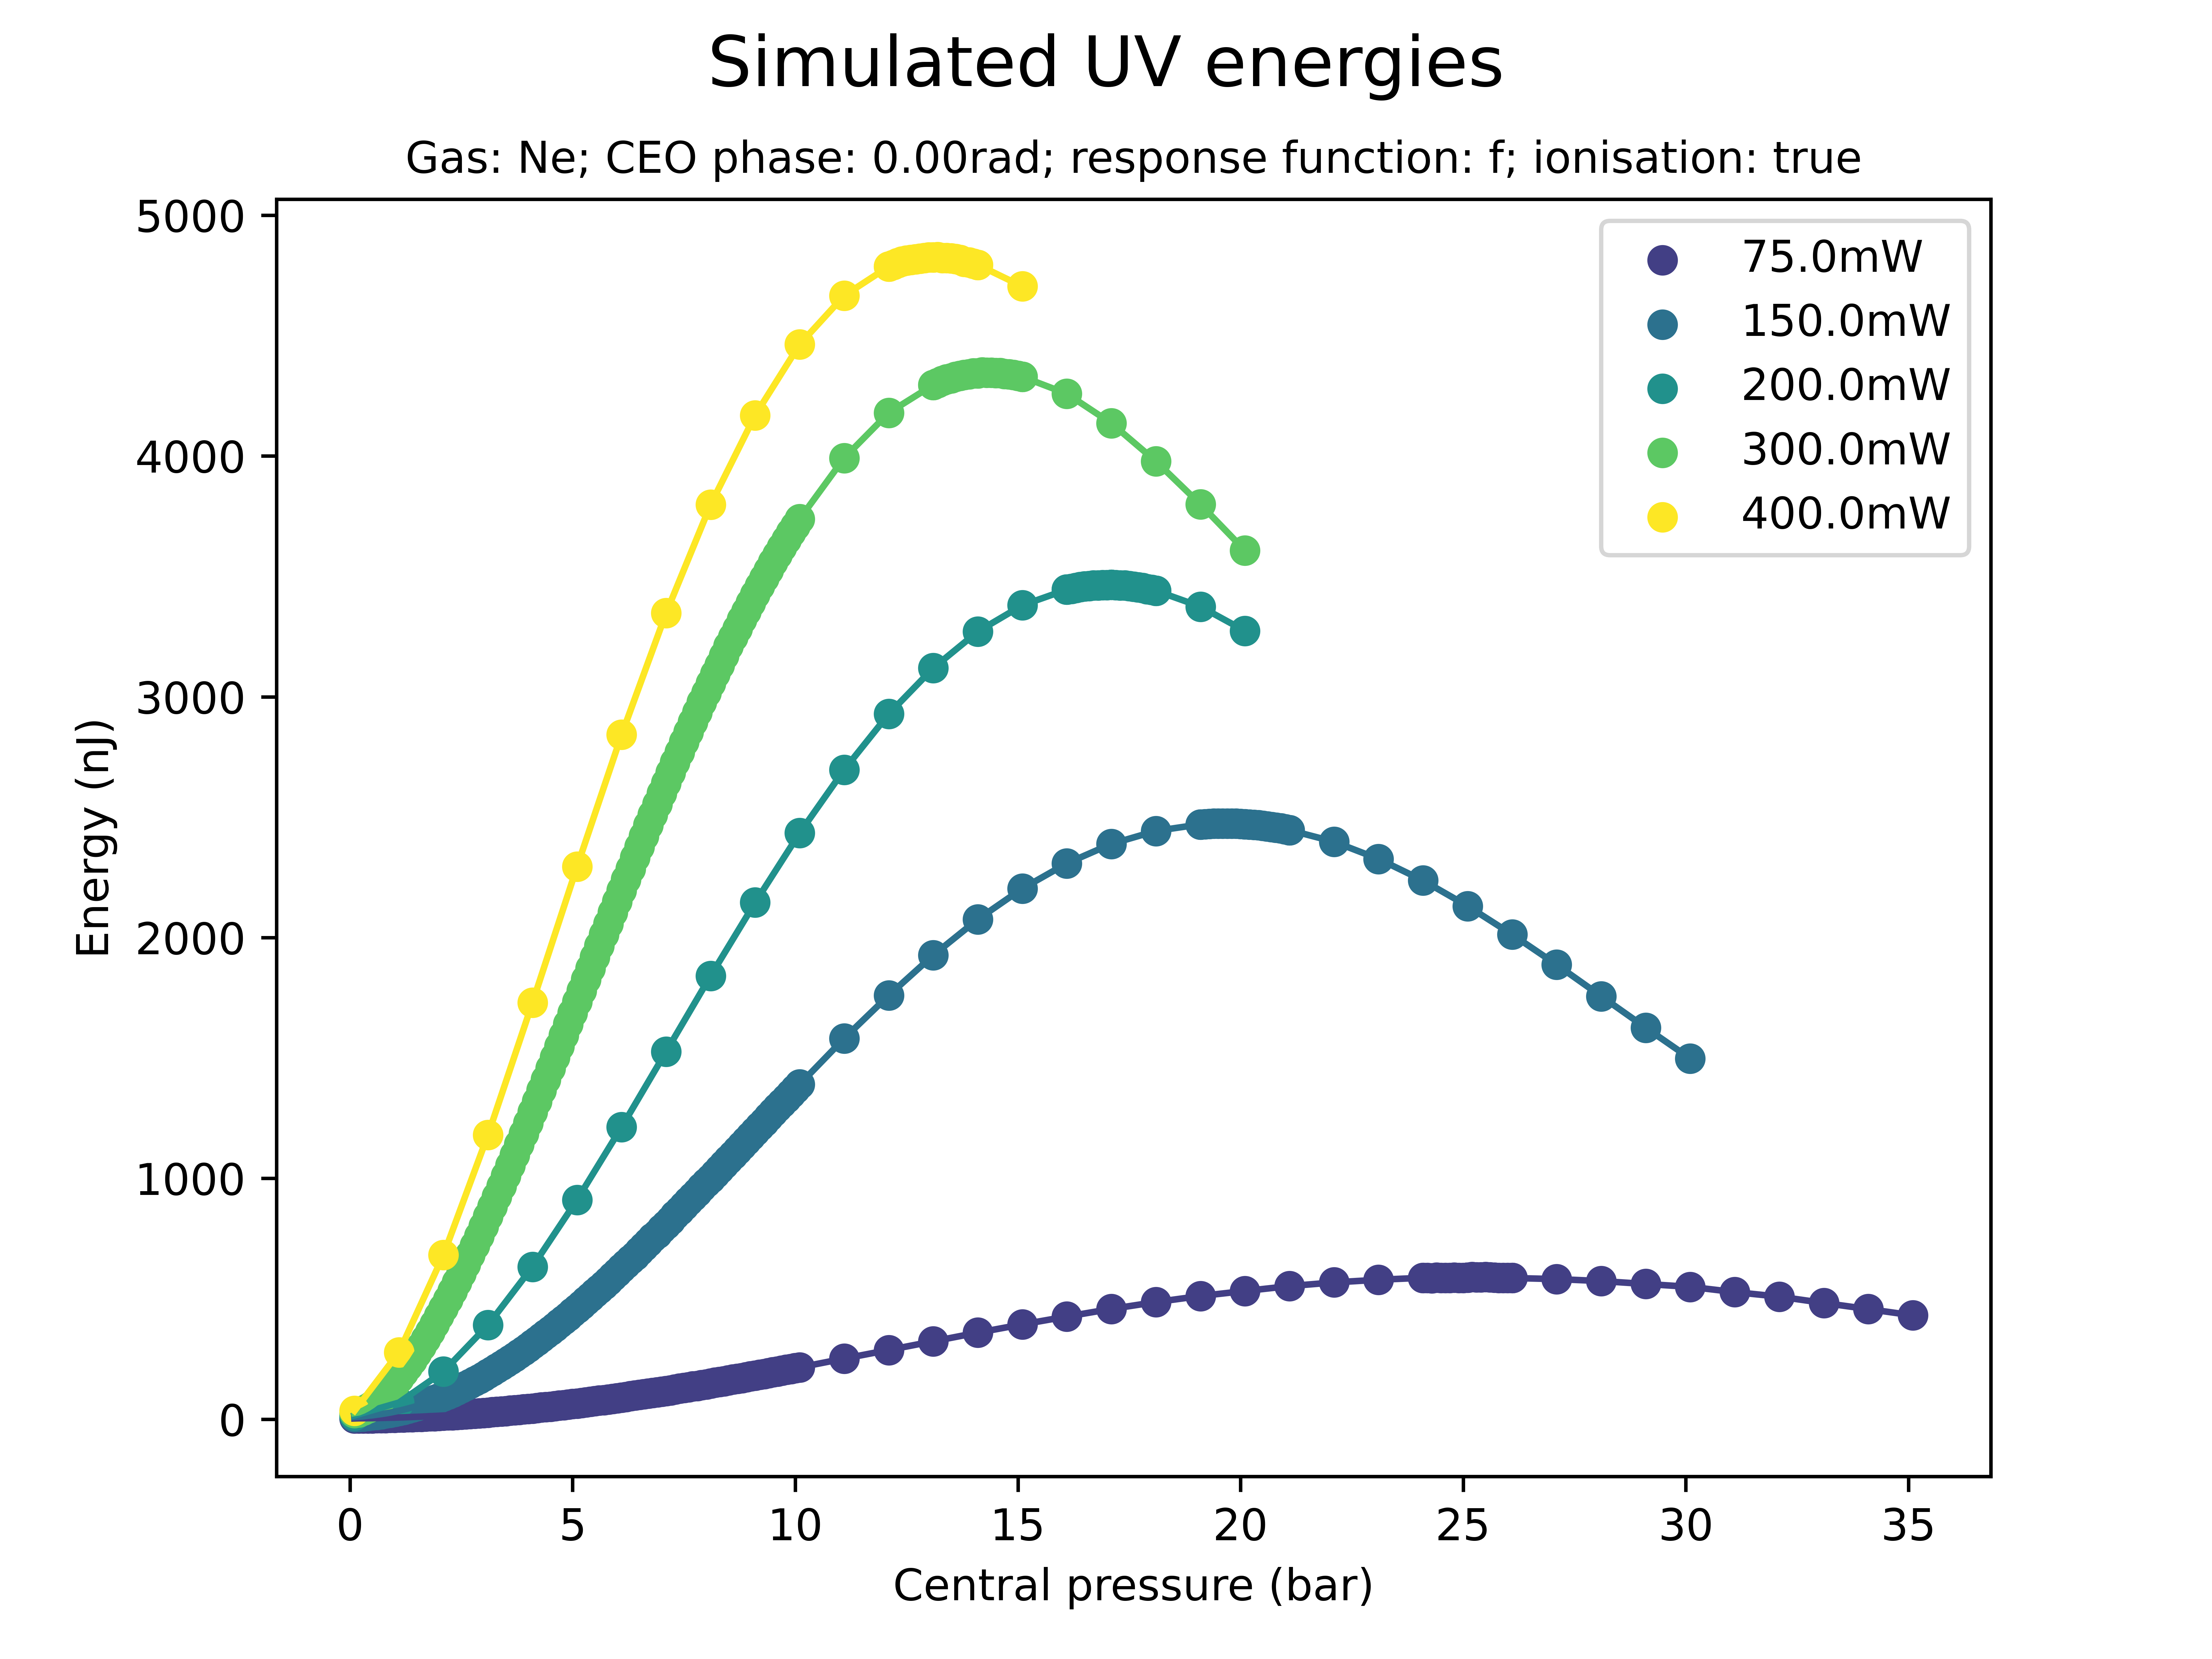 Simulated UV energies
Gas: Ne; CEO phase: 0.00rad; response function: f; ionisation: true
75.0mW
150.0mW
200.0mW
300.0mW
400.0mW
Energy (nJ)
5000
4000
3000
2000
1000
0
0 5 10 15 20 25 30 35
Central pressure (bar)